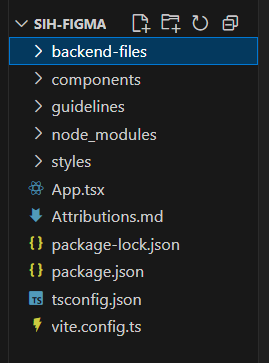 SIH-FIGMA
backend-files
components
guidelines
node_modules
styles
App.tsx
Attributions.md
{} package-lock.json
{} package.json
TS tsconfig.json
vite.config.ts